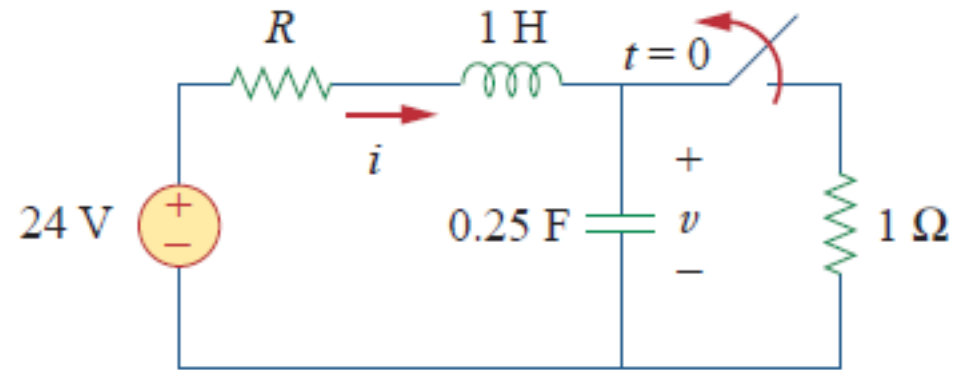 R
1 H
t = 0
i
24 V
+
−
0.25 F
+
v
−
1 Ω